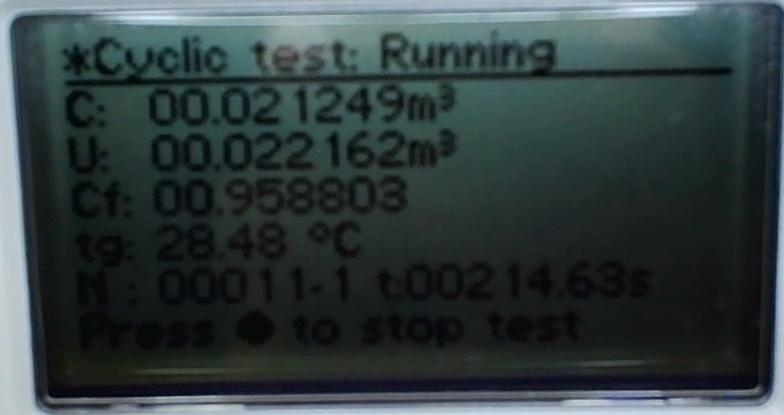 *Cyclic test: Running
C: 00.021249m³
U: 00.022162m³
Cf: 00.958803
tg: 28.48 °C
N : 00011-1 t:00214.63s
Press ● to stop test